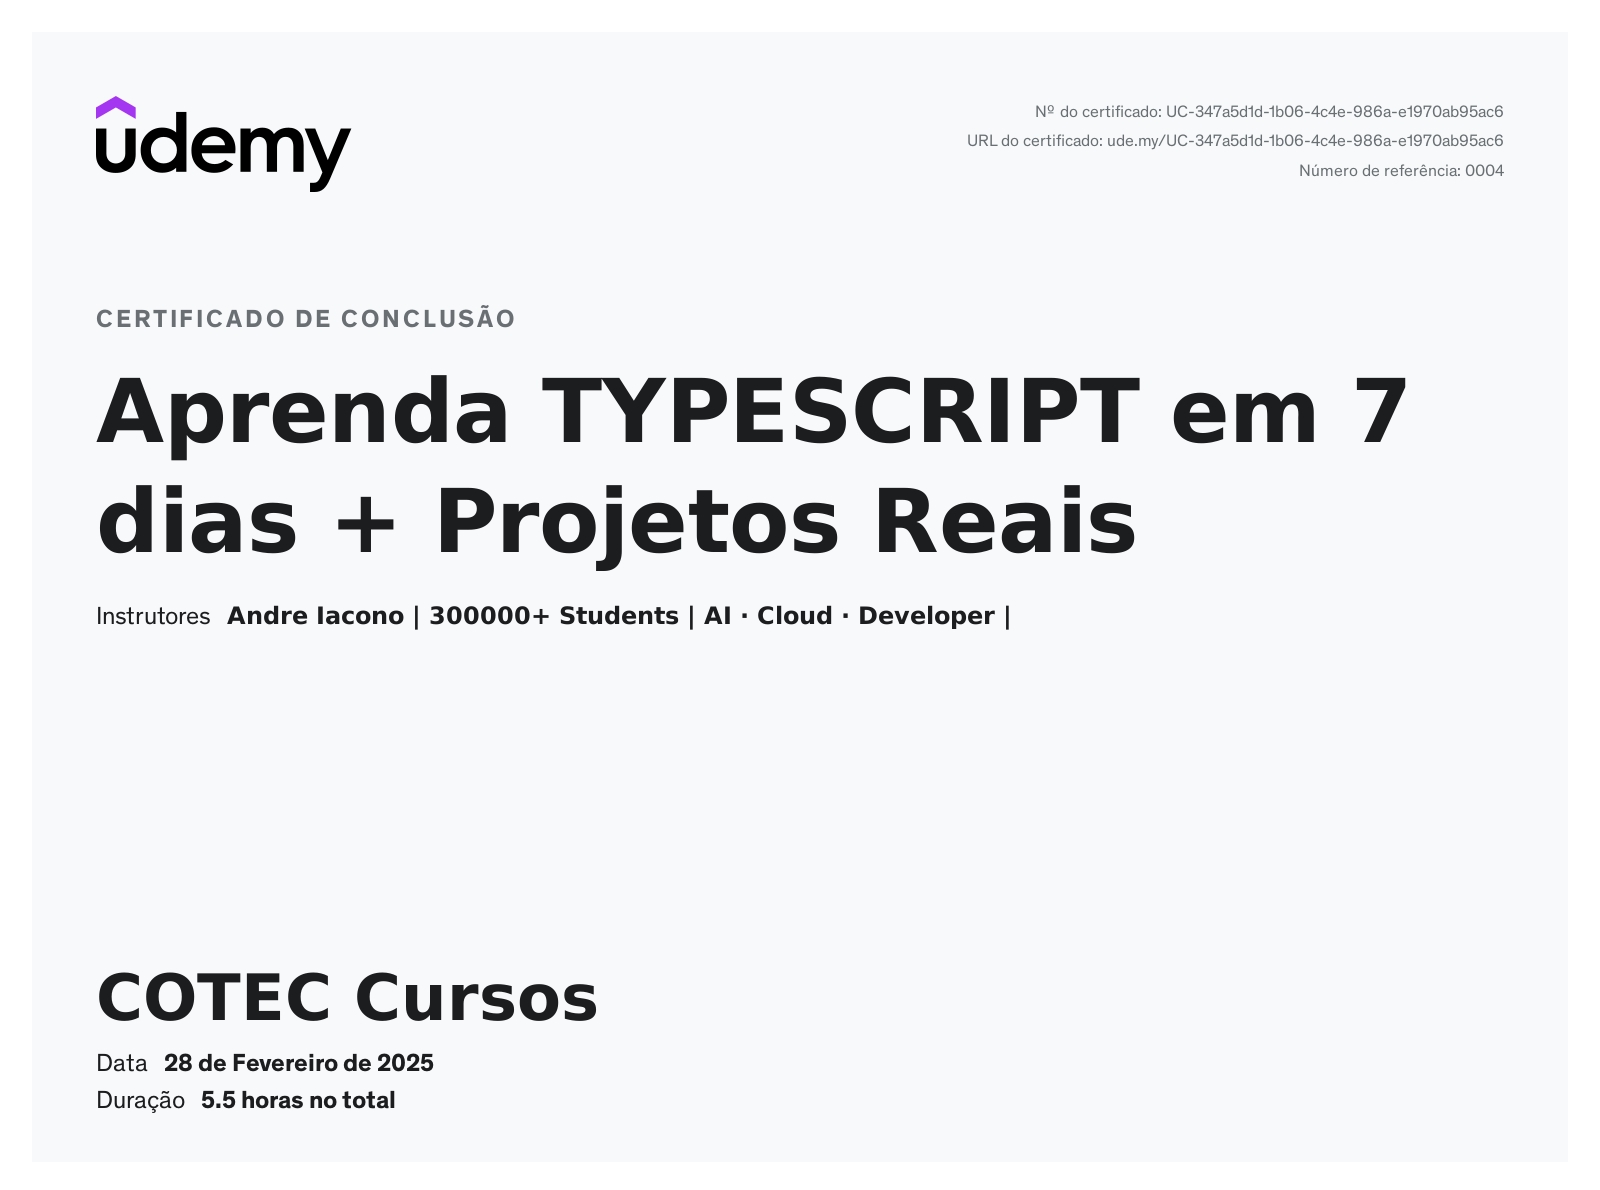 udemy
Nº do certificado: UC-347a5d1d-1b06-4c4e-986a-e1970ab95ac6
URL do certificado: ude.my/UC-347a5d1d-1b06-4c4e-986a-e1970ab95ac6
Número de referência: 0004
CERTIFICADO DE CONCLUSÃO
Aprenda TYPESCRIPT em 7
dias + Projetos Reais
Instrutores Andre Iacono | 300000+ Students | AI · Cloud · Developer |
COTEC Cursos
Data 28 de Fevereiro de 2025
Duração 5.5 horas no total